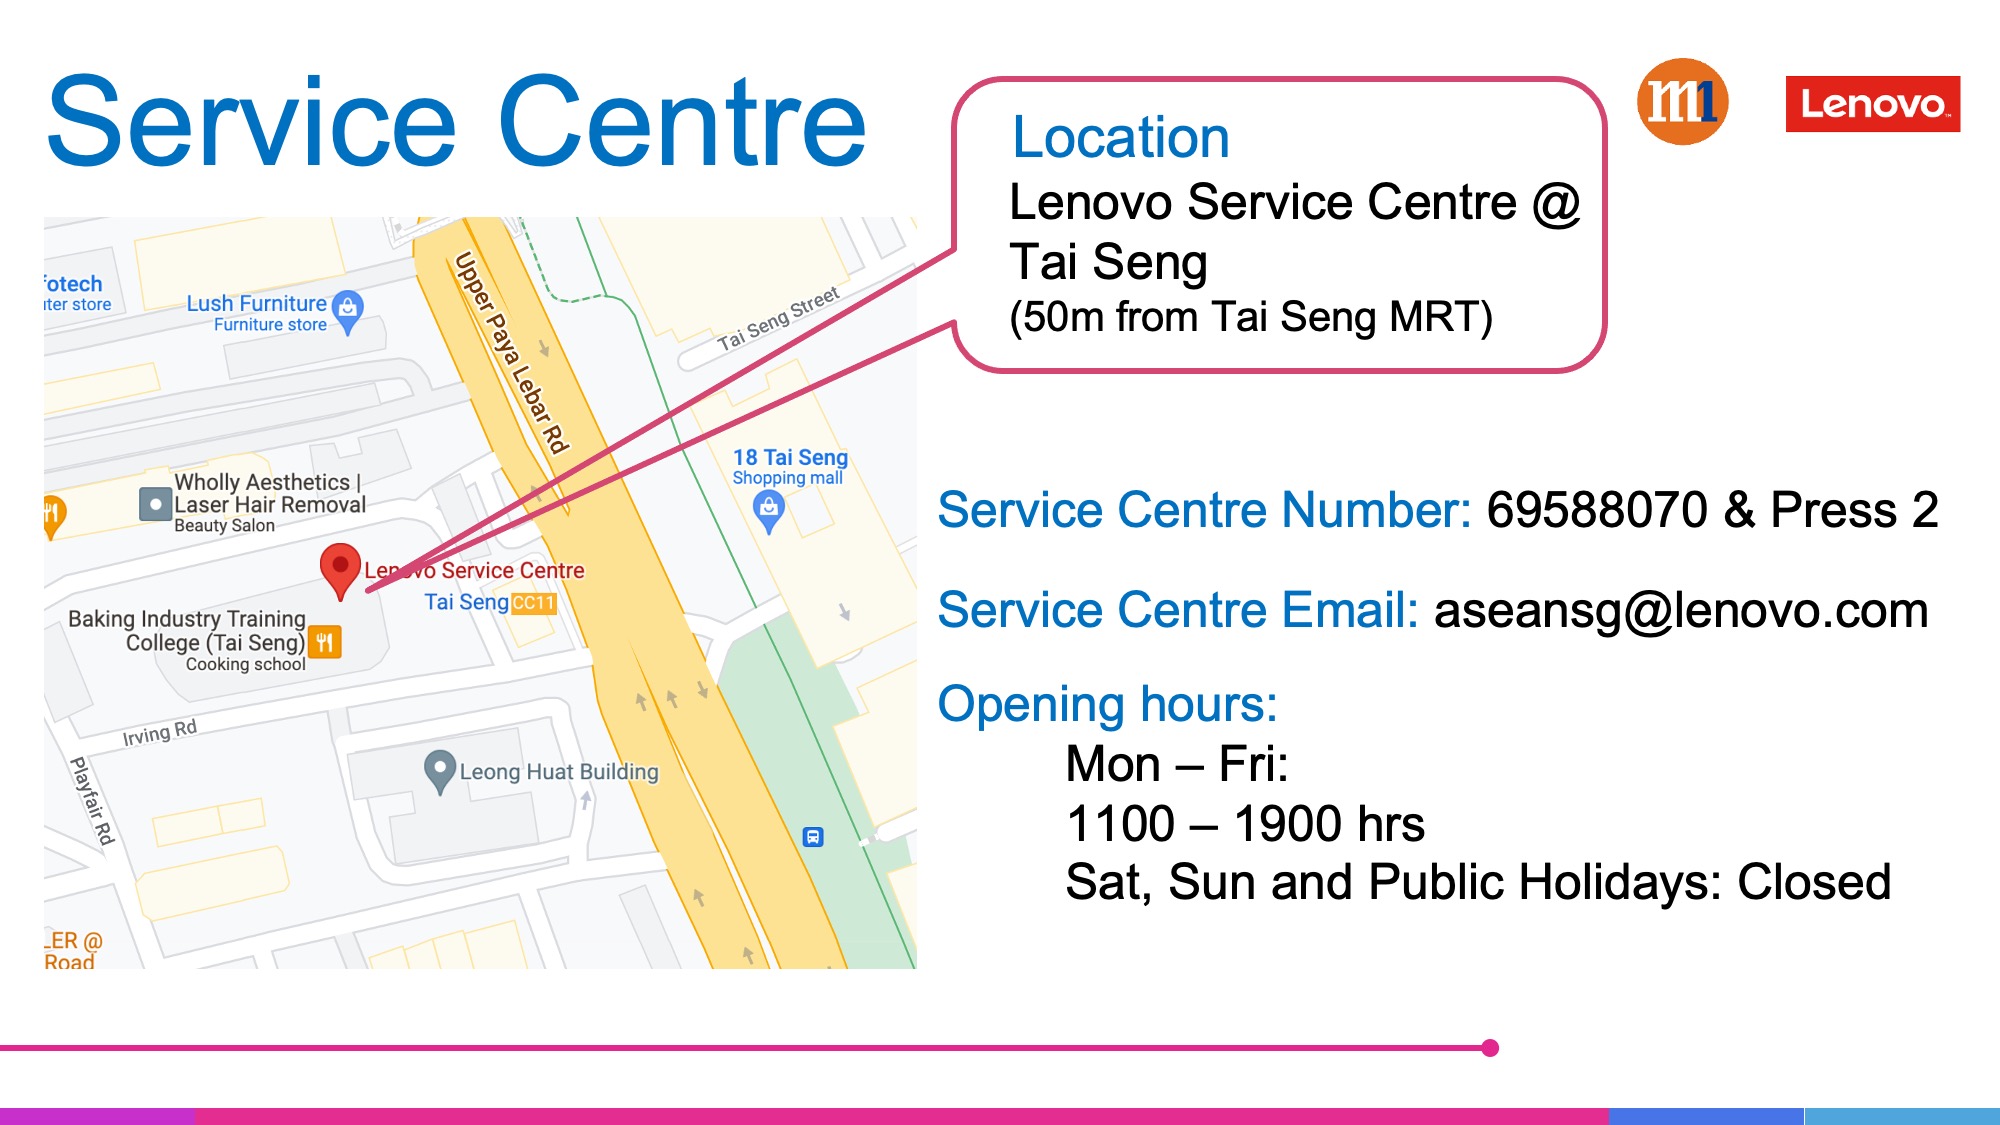 Service Centre
Location
Lenovo Service Centre @
Tai Seng
(50m from Tai Seng MRT)
m1
Lenovo
TM
fotech
uter store
Lush Furniture
Furniture store
Upper Paya Lebar Rd
Tai Seng Street
18 Tai Seng
Shopping mall
Wholly Aesthetics |
Laser Hair Removal
Beauty Salon
Lenovo Service Centre
Tai Seng CC11
Baking Industry Training
College (Tai Seng)
Cooking school
Irving Rd
Playfair Rd
Leong Huat Building
LER @
Road
Service Centre Number: 69588070 & Press 2
Service Centre Email: aseansg@lenovo.com
Opening hours:
Mon – Fri:
1100 – 1900 hrs
Sat, Sun and Public Holidays: Closed